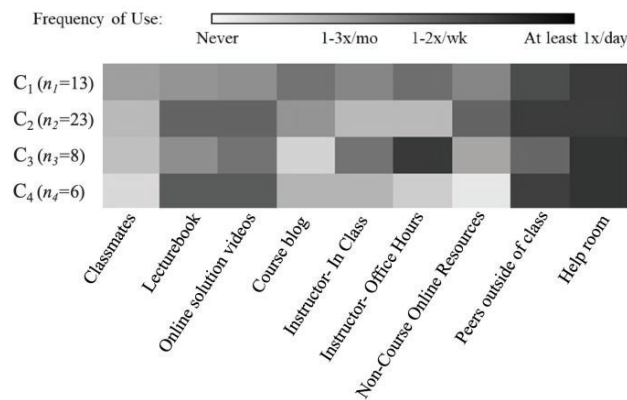 Frequency of Use:
Never 1-3x/mo 1-2x/wk At least 1x/day
C₁ (n₁=13)
C₂ (n₂=23)
C₃ (n₃=8)
C₄ (n₄=6)
Classmates
Lecturebook
Online solution videos
Course blog
Instructor- In Class
Instructor- Office Hours
Non-Course Online Resources
Peers outside of class
Help room